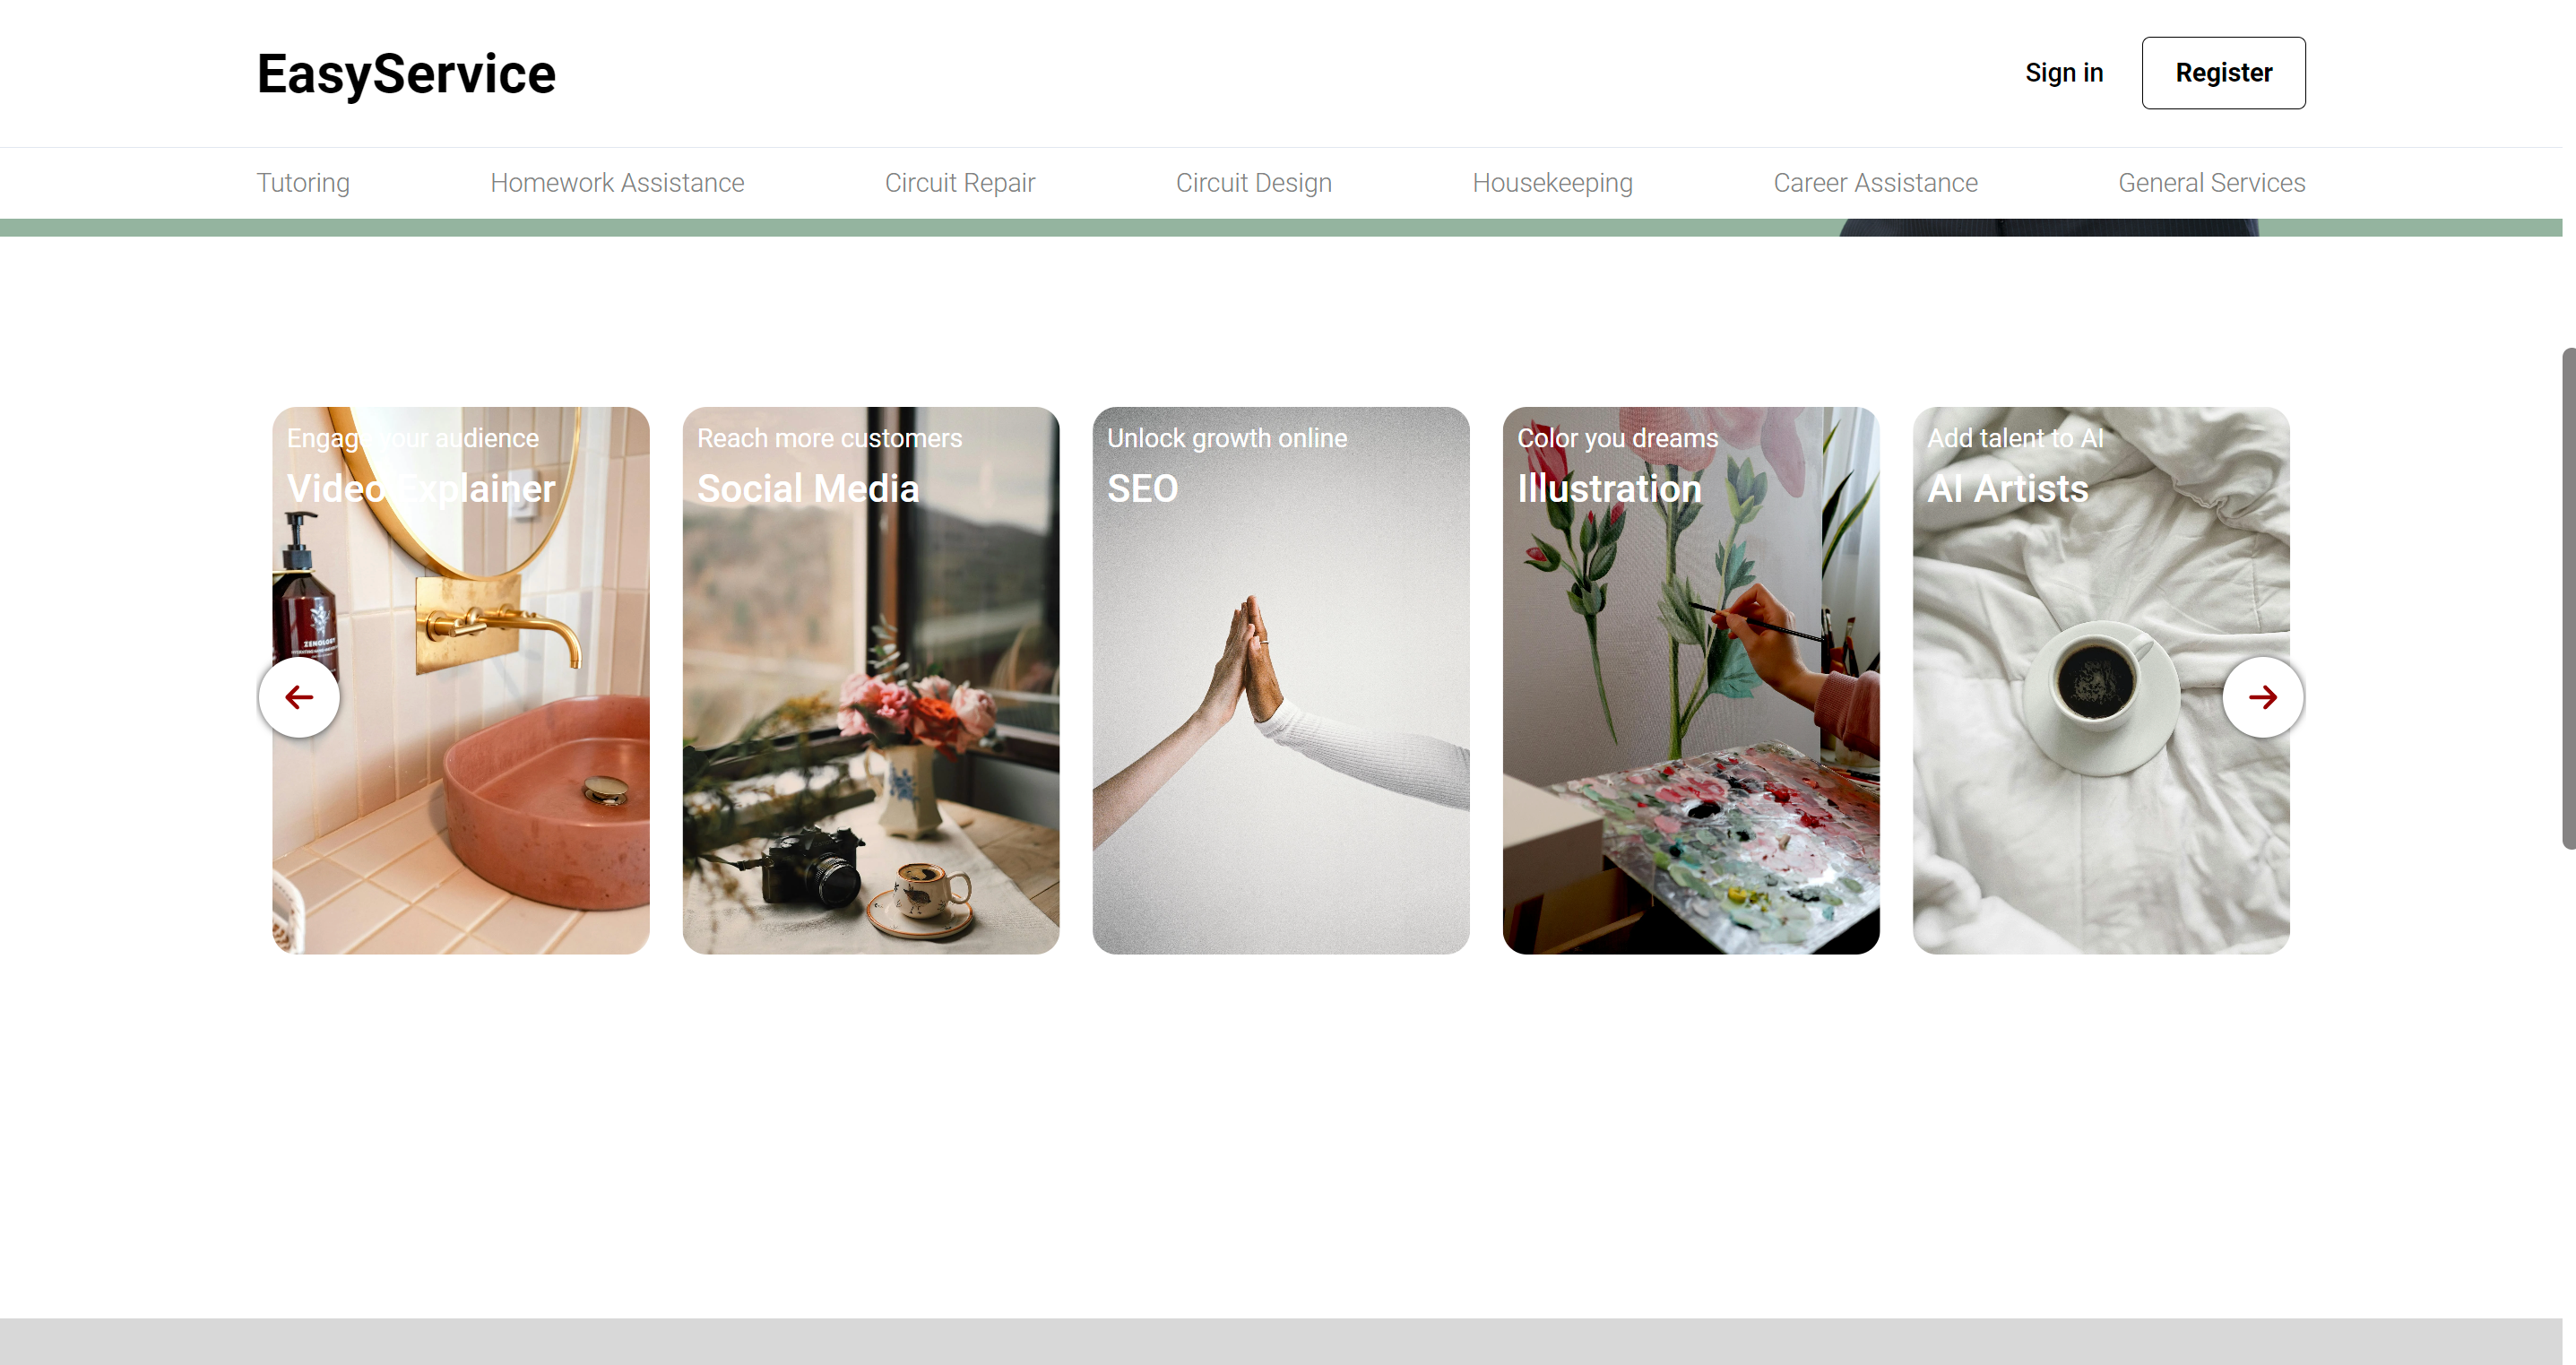 EasyService
Sign in
Register
Tutoring
Homework Assistance
Circuit Repair
Circuit Design
Housekeeping
Career Assistance
General Services
Engage your audience
Video Explainer
Reach more customers
Social Media
Unlock growth online
SEO
Color you dreams
Illustration
Add talent to AI
AI Artists
ZENOLOGY